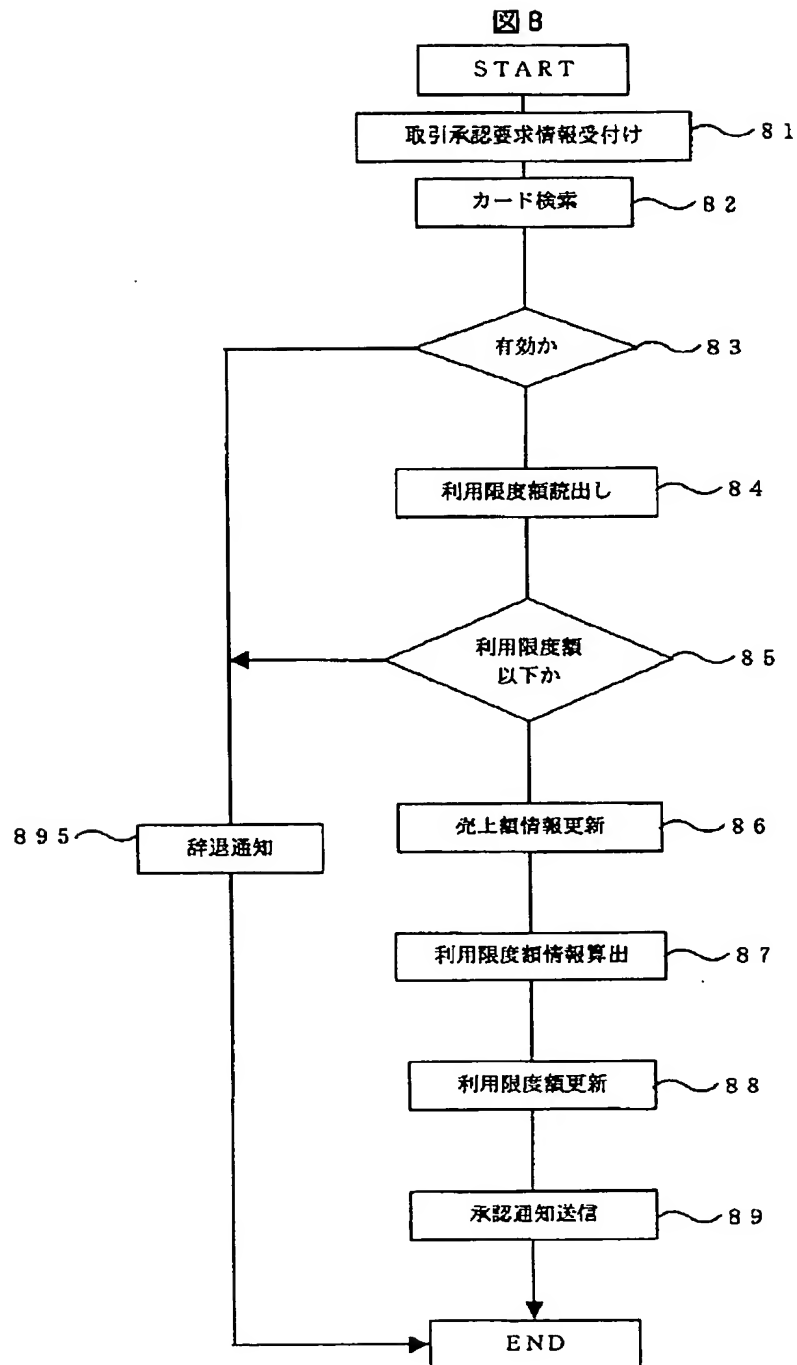 図8
START
取引承認要求情報受付け
81
カード検索
82
有効か
83
利用限度額読出し
84
利用限度額
以下か
85
売上額情報更新
86
895
辞退通知
利用限度額情報算出
87
利用限度額更新
88
承認通知送信
89
END